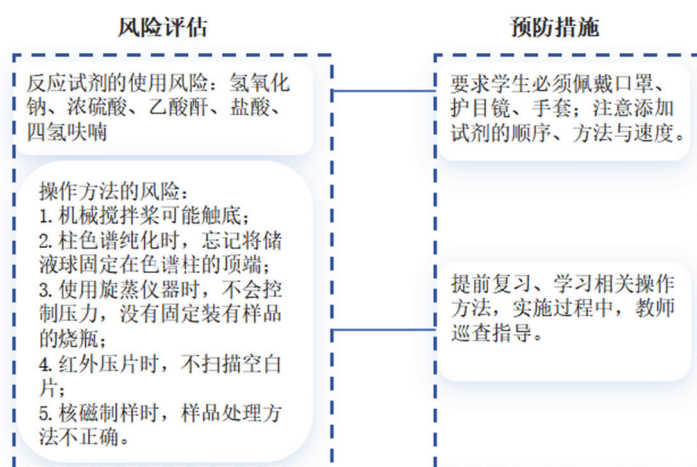 风险评估
反应试剂的使用风险：氢氧化
钠、浓硫酸、乙酸酐、盐酸、
四氢呋喃
操作方法的风险：
1. 机械搅拌桨可能触底；
2. 柱色谱纯化时，忘记将储
液球固定在色谱柱的顶端；
3. 使用旋蒸仪器时，不会控
制压力，没有固定装有样品
的烧瓶；
4. 红外压片时，不扫描空白
片；
5. 核磁制样时，样品处理方
法不正确。
预防措施
要求学生必须佩戴口罩、
护目镜、手套；注意添加
试剂的顺序、方法与速度。
提前复习、学习相关操作
方法，实施过程中，教师
巡查指导。